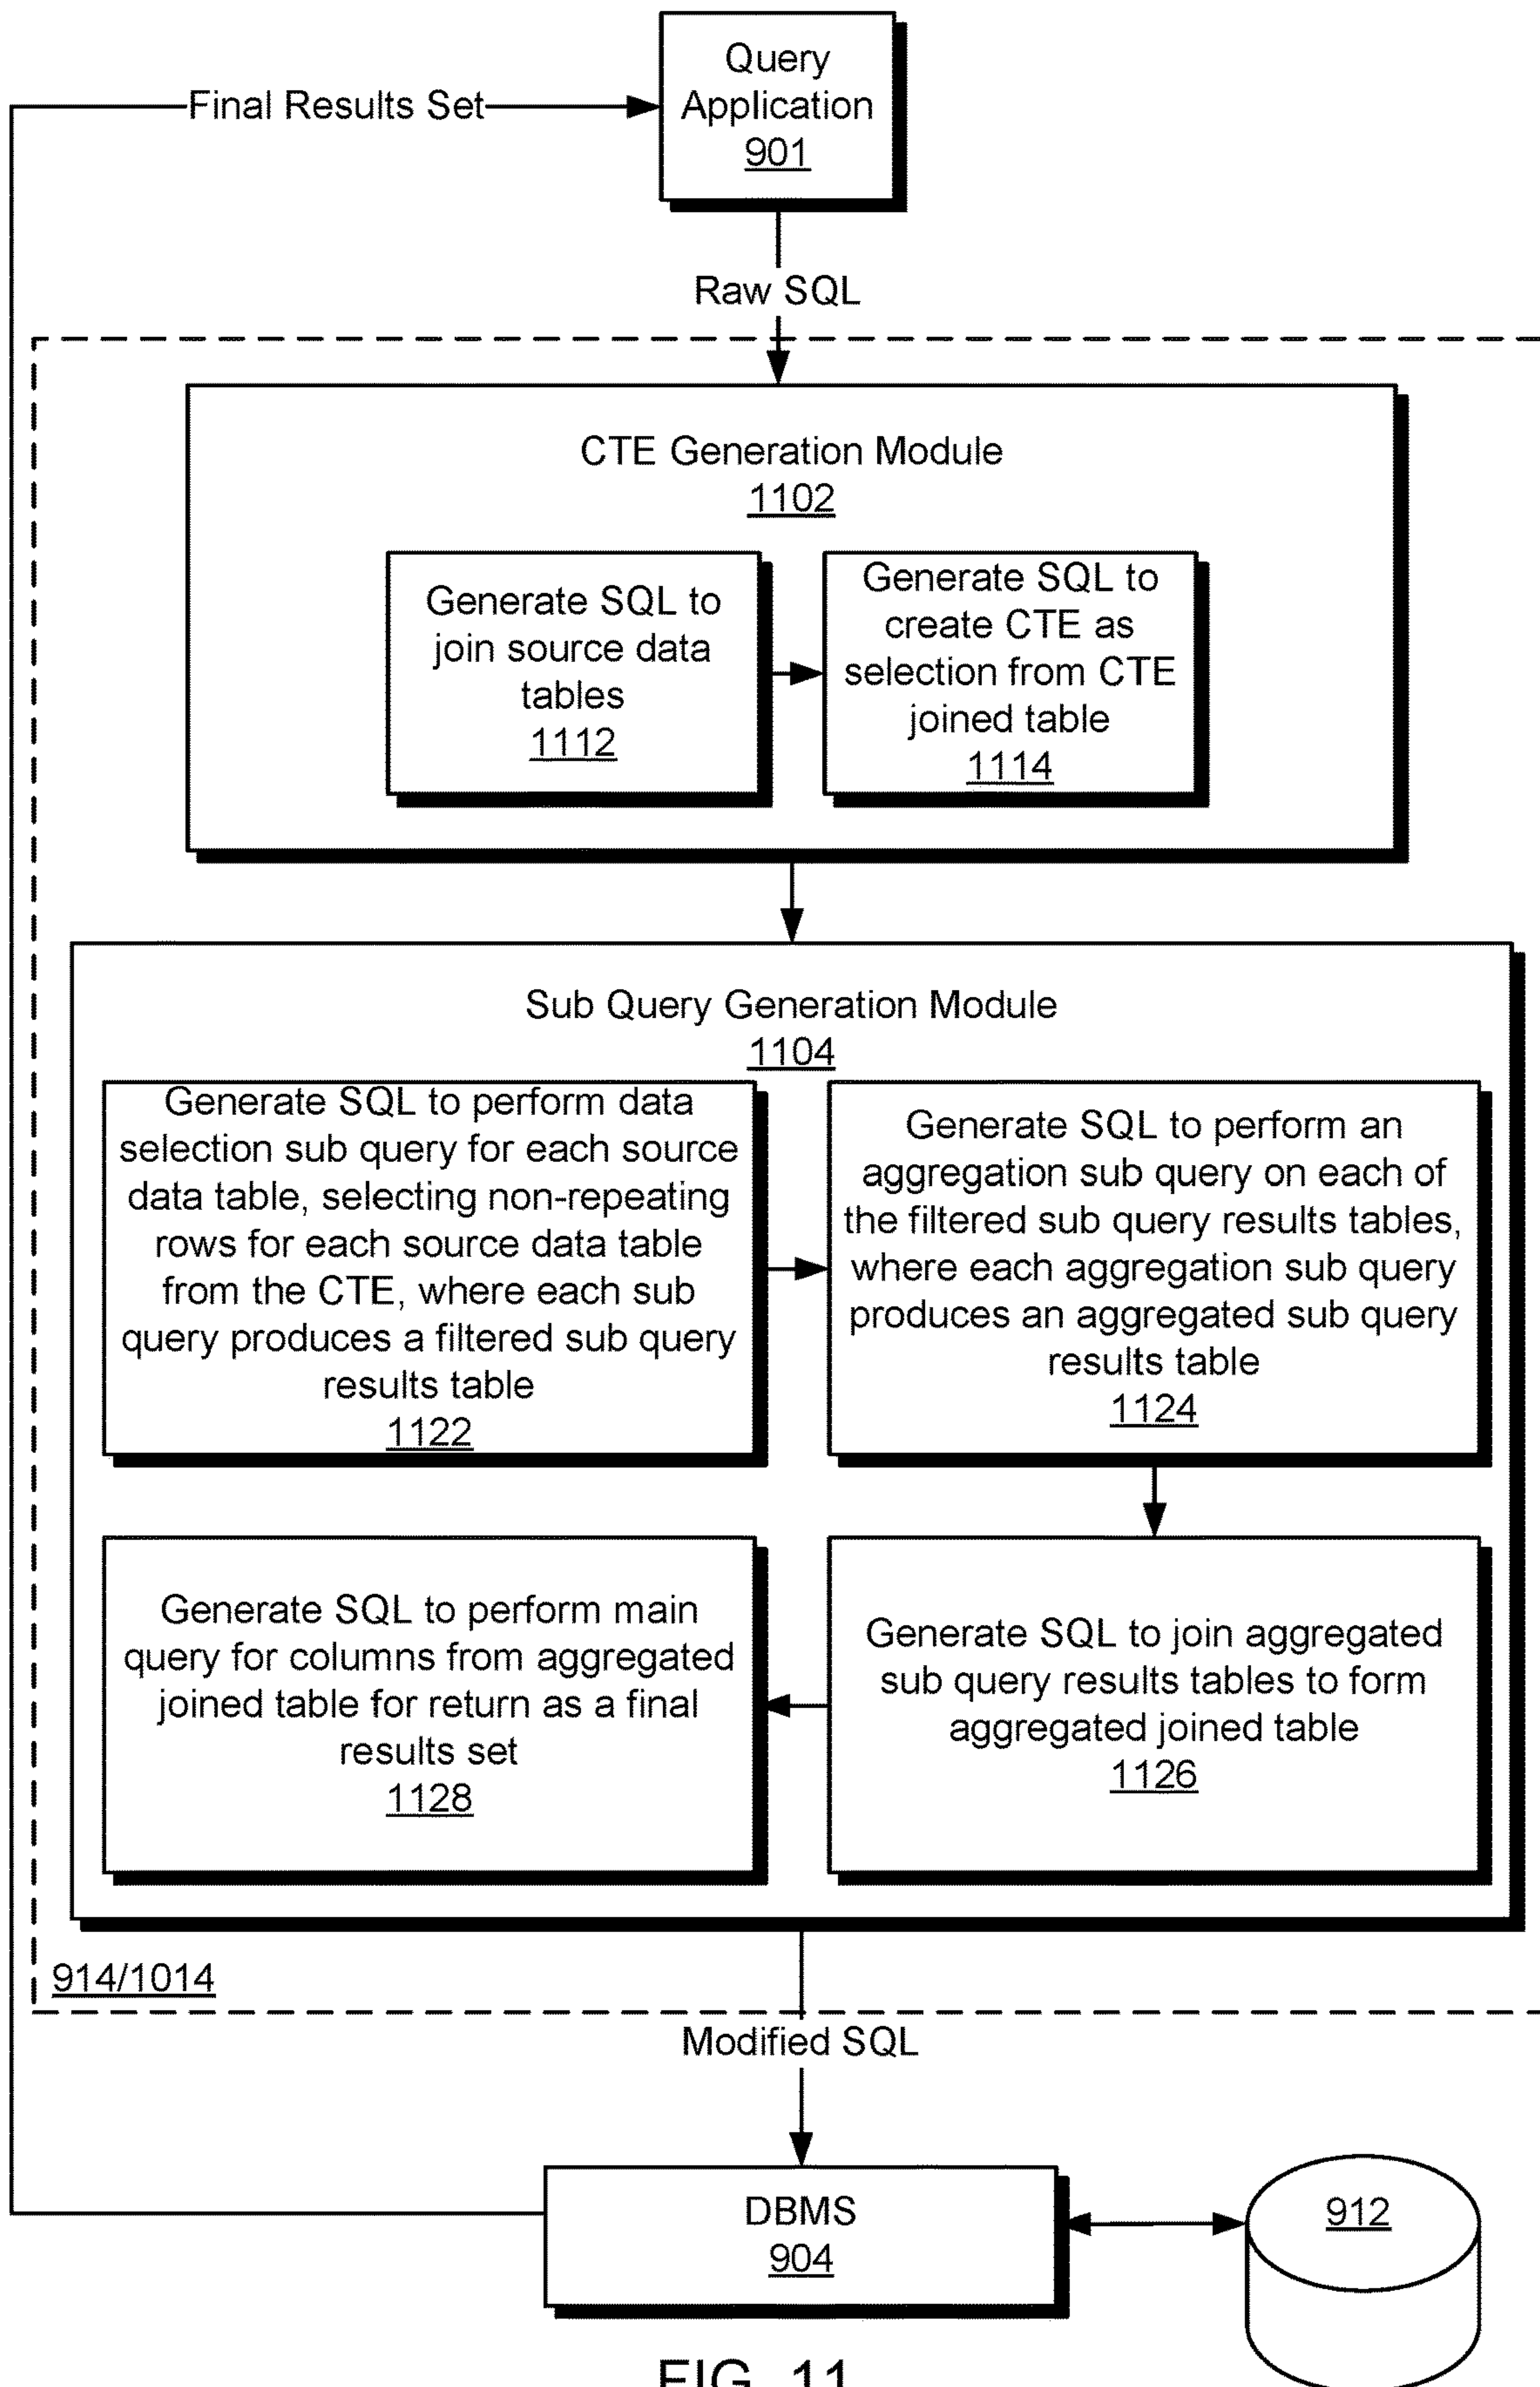 Query
Application
901
Final Results Set
Raw SQL
CTE Generation Module
1102
Generate SQL to
join source data
tables
1112
Generate SQL to
create CTE as
selection from CTE
joined table
1114
Sub Query Generation Module
1104
Generate SQL to perform data
selection sub query for each source
data table, selecting non-repeating
rows for each source data table
from the CTE, where each sub
query produces a filtered sub query
results table
1122
Generate SQL to perform an
aggregation sub query on each of
the filtered sub query results tables,
where each aggregation sub query
produces an aggregated sub query
results table
1124
Generate SQL to join aggregated
sub query results tables to form
aggregated joined table
1126
Generate SQL to perform main
query for columns from aggregated
joined table for return as a final
results set
1128
914/1014
Modified SQL
DBMS
904
912
FIG. 11